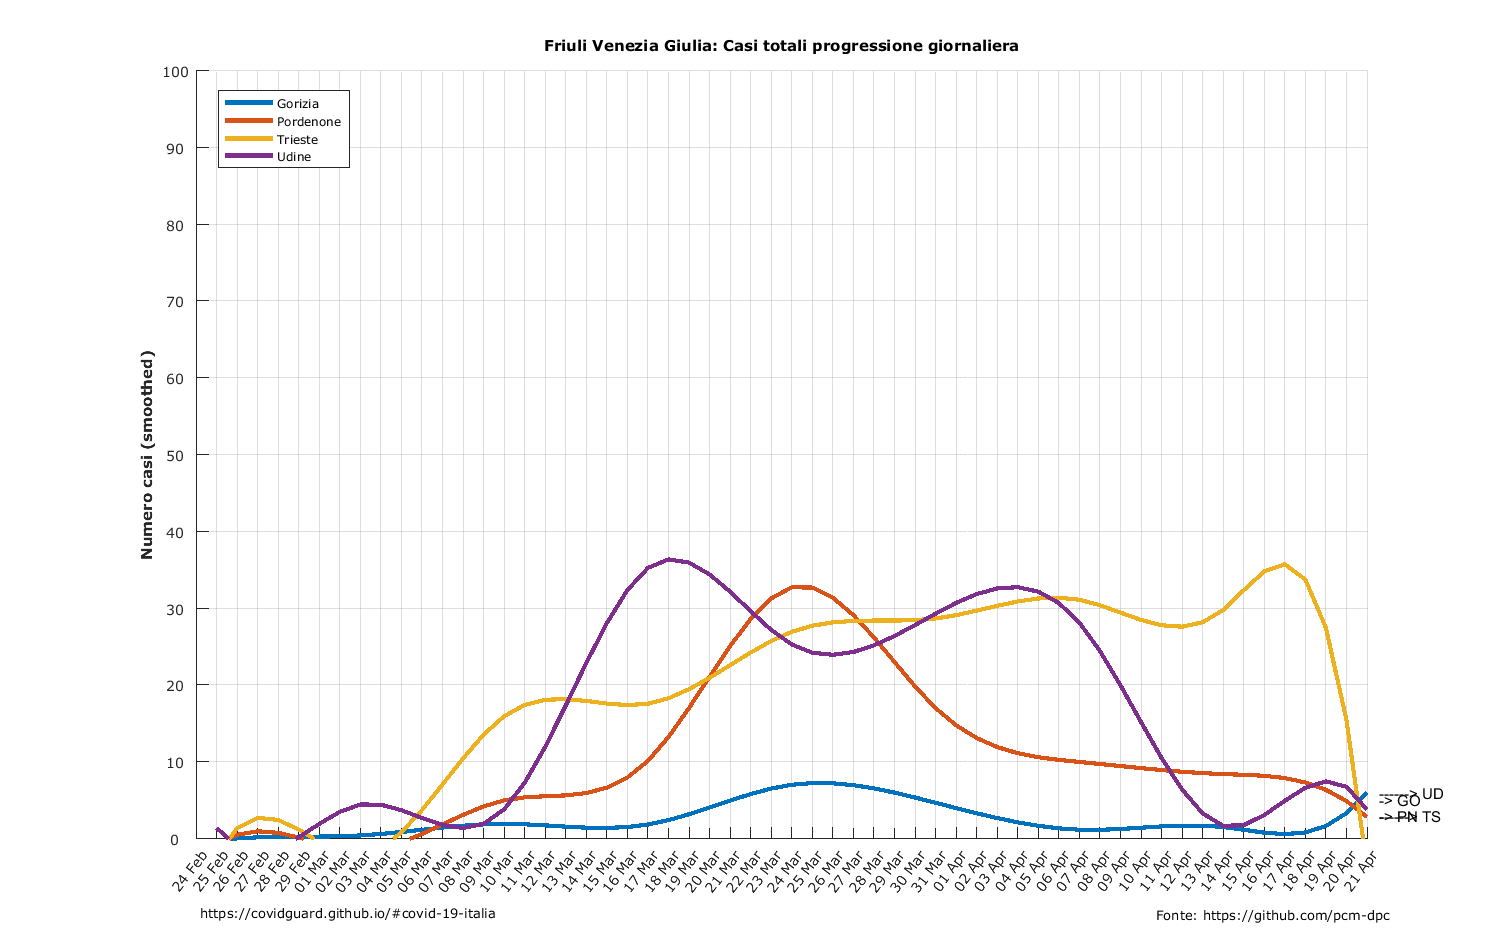 Friuli Venezia Giulia: Casi totali progressione giornaliera
Numero casi (smoothed)
100
90
80
70
60
50
40
30
20
10
0
Gorizia
Pordenone
Trieste
Udine
------> UD
-> GO
-> PN
------> TS
24 Feb
25 Feb
26 Feb
27 Feb
28 Feb
29 Feb
01 Mar
02 Mar
03 Mar
04 Mar
05 Mar
06 Mar
07 Mar
08 Mar
09 Mar
10 Mar
11 Mar
12 Mar
13 Mar
14 Mar
15 Mar
16 Mar
17 Mar
18 Mar
19 Mar
20 Mar
21 Mar
22 Mar
23 Mar
24 Mar
25 Mar
26 Mar
27 Mar
28 Mar
29 Mar
30 Mar
31 Mar
01 Apr
02 Apr
03 Apr
04 Apr
05 Apr
06 Apr
07 Apr
08 Apr
09 Apr
10 Apr
11 Apr
12 Apr
13 Apr
14 Apr
15 Apr
16 Apr
17 Apr
18 Apr
19 Apr
20 Apr
21 Apr
https://covidguard.github.io/#covid-19-italia
Fonte: https://github.com/pcm-dpc